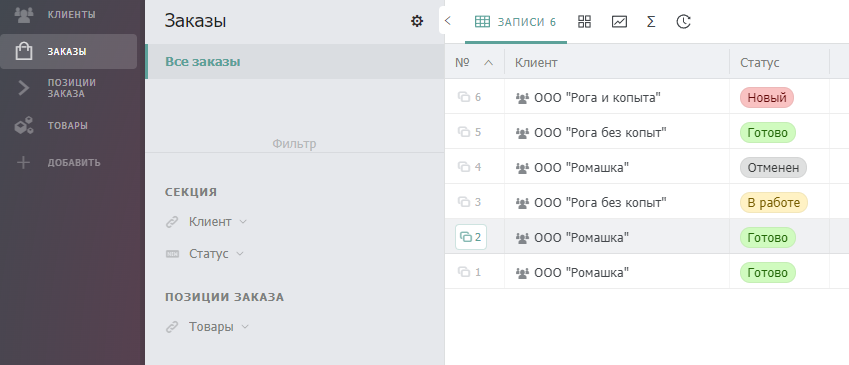 КЛИЕНТЫ
ЗАКАЗЫ
ПОЗИЦИИ
ЗАКАЗА
ТОВАРЫ
ДОБАВИТЬ
Заказы
Все заказы
Фильтр
СЕКЦИЯ
Клиент
Статус
ПОЗИЦИИ ЗАКАЗА
Товары
ЗАПИСИ 6 Σ
№ Клиент Статус
6 ООО "Рога и копыта" Новый
5 ООО "Рога без копыт" Готово
4 ООО "Ромашка" Отменен
3 ООО "Рога без копыт" В работе
2 ООО "Ромашка" Готово
1 ООО "Ромашка" Готово